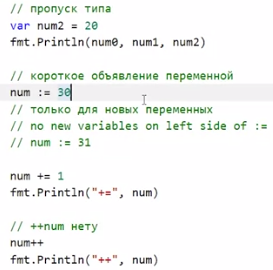 // пропуск типа
var num2 = 20
fmt.Println(num0, num1, num2)
// короткое объявление переменной
num := 30
// только для новых переменных
// no new variables on left side of :=
// num := 31
num += 1
fmt.Println("+=", num)
// ++num нету
num++
fmt.Println("++", num)